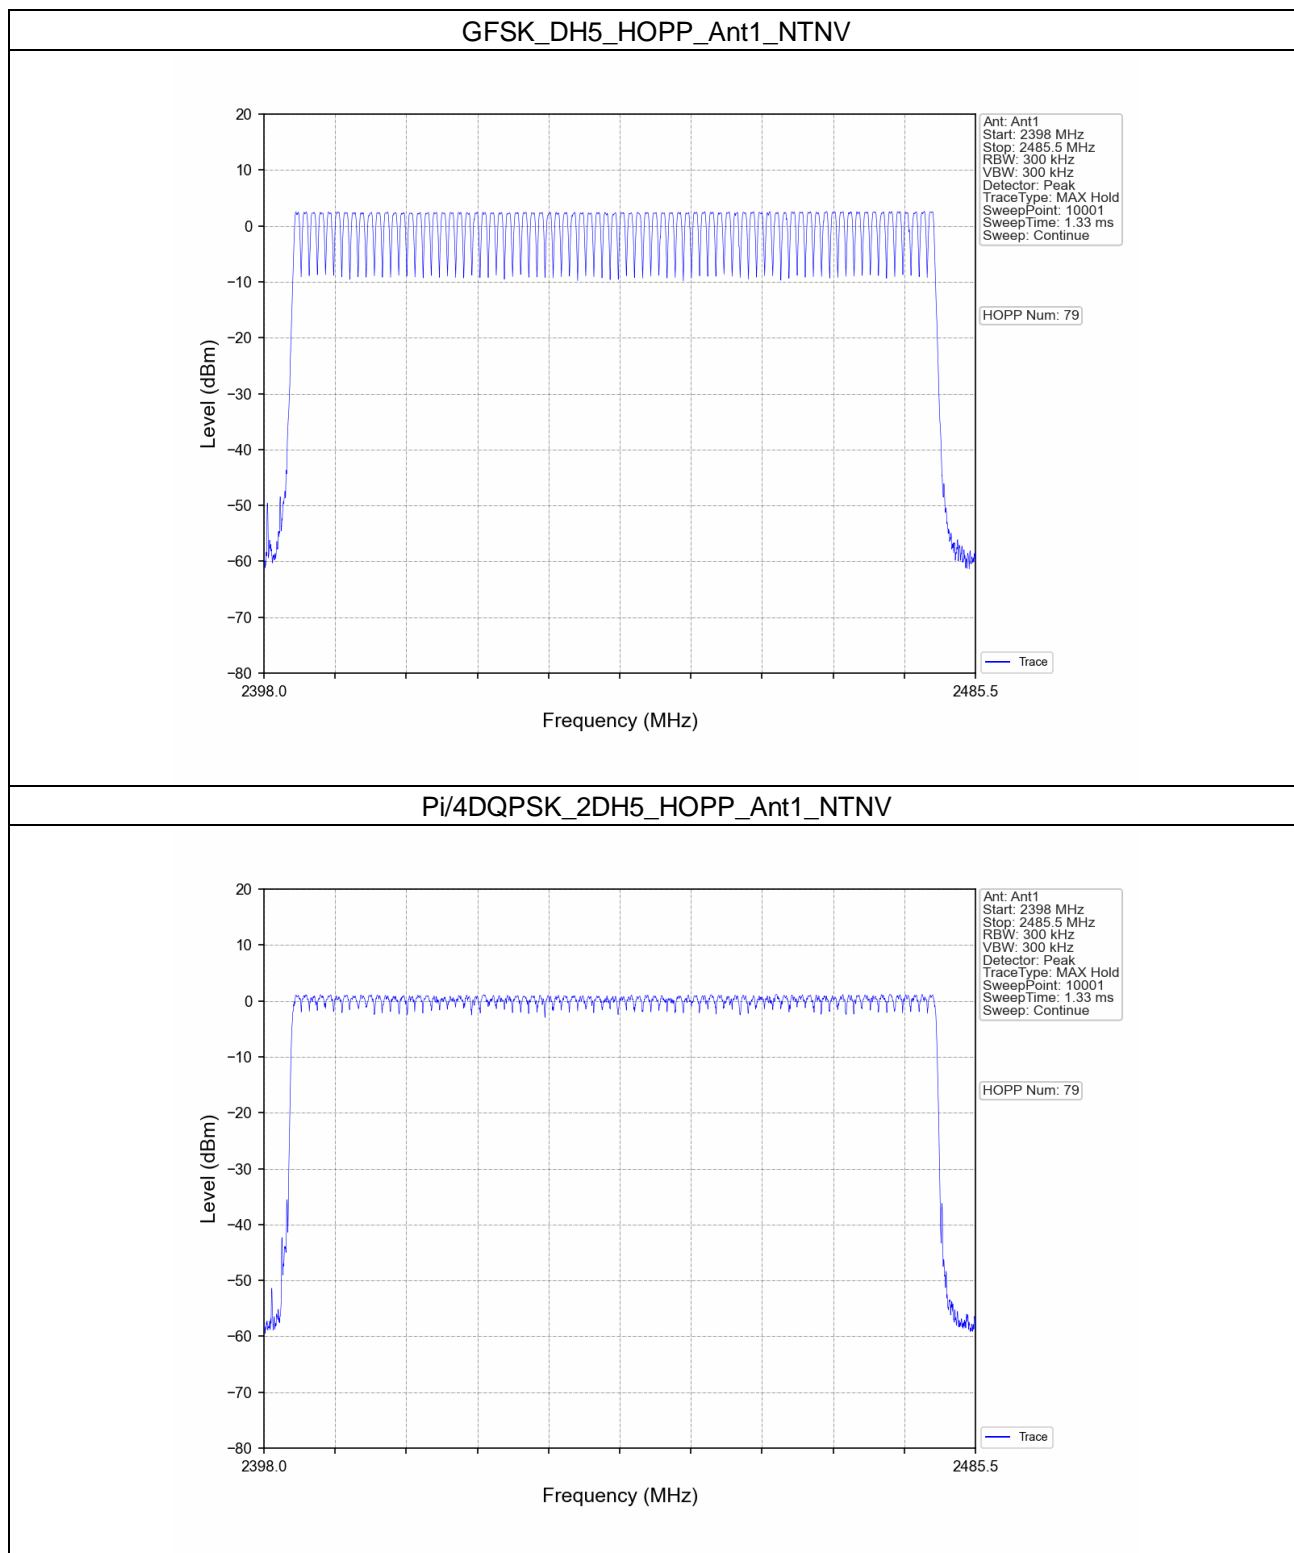 GFSK_DH5_HOPP_Ant1_NTNV
20
10
0
−10
−20
−30
−40
−50
−60
−70
−80
Level (dBm)
2398.0
2485.5
Frequency (MHz)
Ant: Ant1
Start: 2398 MHz
Stop: 2485.5 MHz
RBW: 300 kHz
VBW: 300 kHz
Detector: Peak
TraceType: MAX Hold
SweepPoint: 10001
SweepTime: 1.33 ms
Sweep: Continue
HOPP Num: 79
Trace
Pi/4DQPSK_2DH5_HOPP_Ant1_NTNV
20
10
0
−10
−20
−30
−40
−50
−60
−70
−80
Level (dBm)
2398.0
2485.5
Frequency (MHz)
Ant: Ant1
Start: 2398 MHz
Stop: 2485.5 MHz
RBW: 300 kHz
VBW: 300 kHz
Detector: Peak
TraceType: MAX Hold
SweepPoint: 10001
SweepTime: 1.33 ms
Sweep: Continue
HOPP Num: 79
Trace